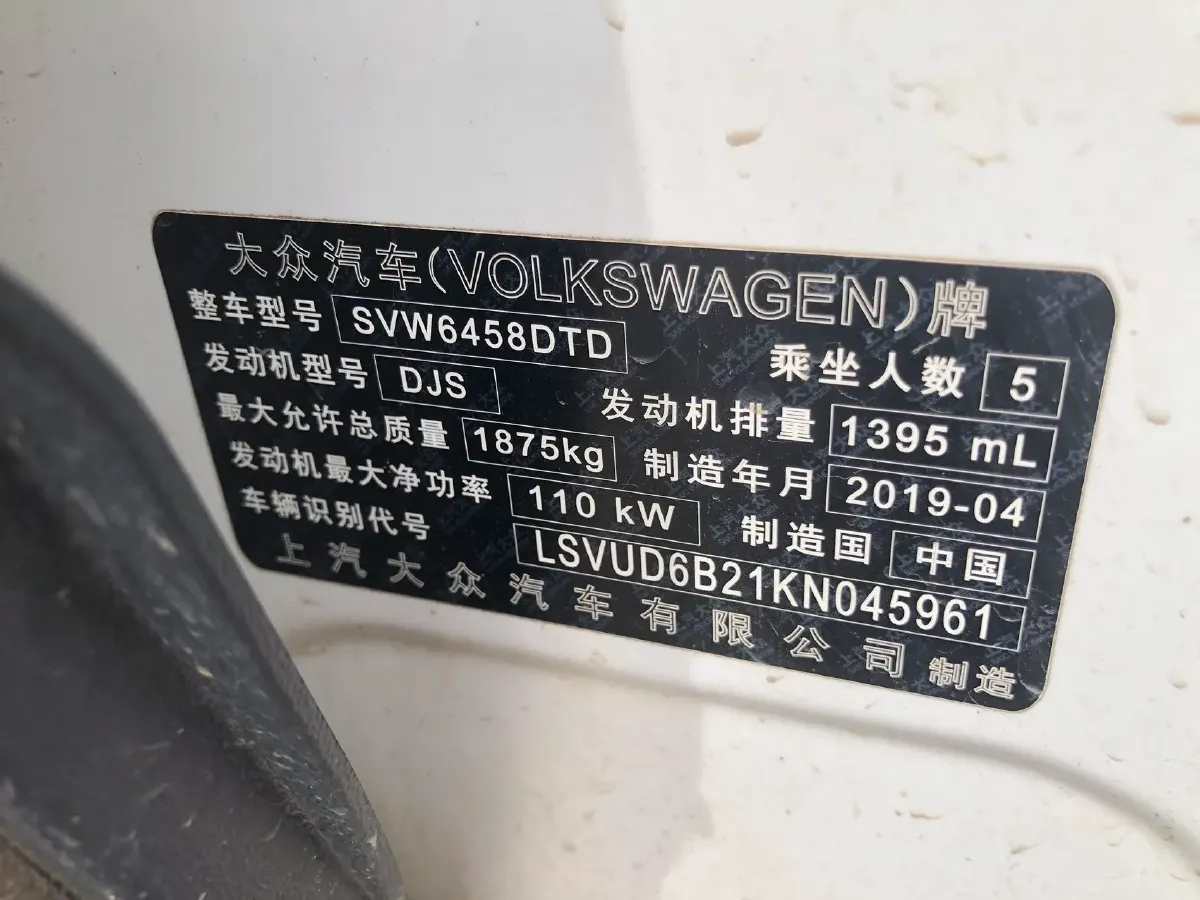 大众汽车(VOLKSWAGEN)牌
整车型号 SVW6458DTD 乘坐人数 5
发动机型号 DJS 发动机排量 1395 mL
最大允许总质量 1875kg 制造年月 2019-04
发动机最大净功率 110 kW 制造国 中国
车辆识别代号 LSVUD6B21KN045961
上汽大众汽车有限公司 制造